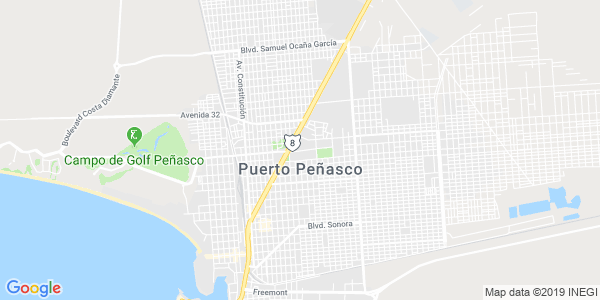 Blvd. Samuel Ocaña García
Boulevard Costa Diamante
Av. Constitución
Avenida 32
8
Campo de Golf Peñasco
Puerto Peñasco
Blvd. Sonora
Freemont
Google
Map data ©2019 INEGI